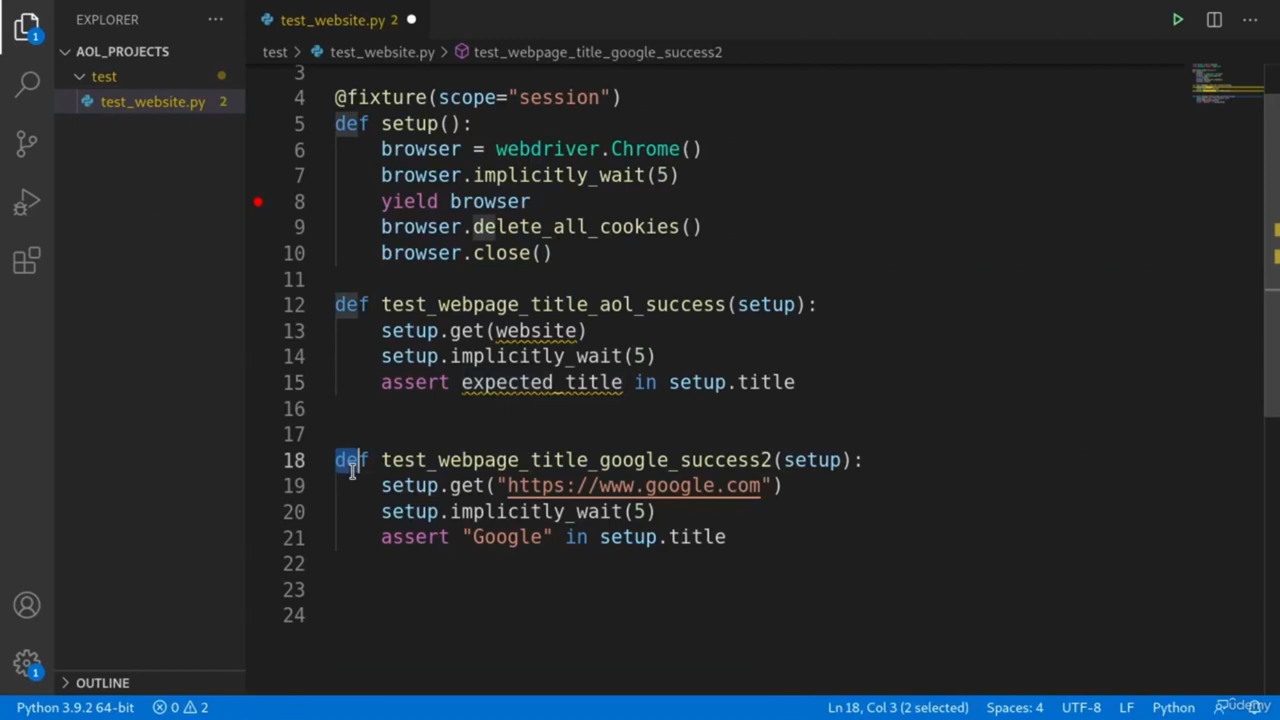 EXPLORER
test_website.py 2
AOL_PROJECTS
test > test_website.py > test_webpage_title_google_success2
test
test_website.py 2
3
4 @fixture(scope="session")
5 def setup():
6 browser = webdriver.Chrome()
7 browser.implicitly_wait(5)
8 yield browser
9 browser.delete_all_cookies()
10 browser.close()
11
12 def test_webpage_title_aol_success(setup):
13 setup.get(website)
14 setup.implicitly_wait(5)
15 assert expected_title in setup.title
16
17
18 def test_webpage_title_google_success2(setup):
19 setup.get("https://www.google.com")
20 setup.implicitly_wait(5)
21 assert "Google" in setup.title
22
23
24
1
1
OUTLINE
Python 3.9.2 64-bit 0 2 Ln 18, Col 3 (2 selected) Spaces: 4 UTF-8 LF Python
Udemy